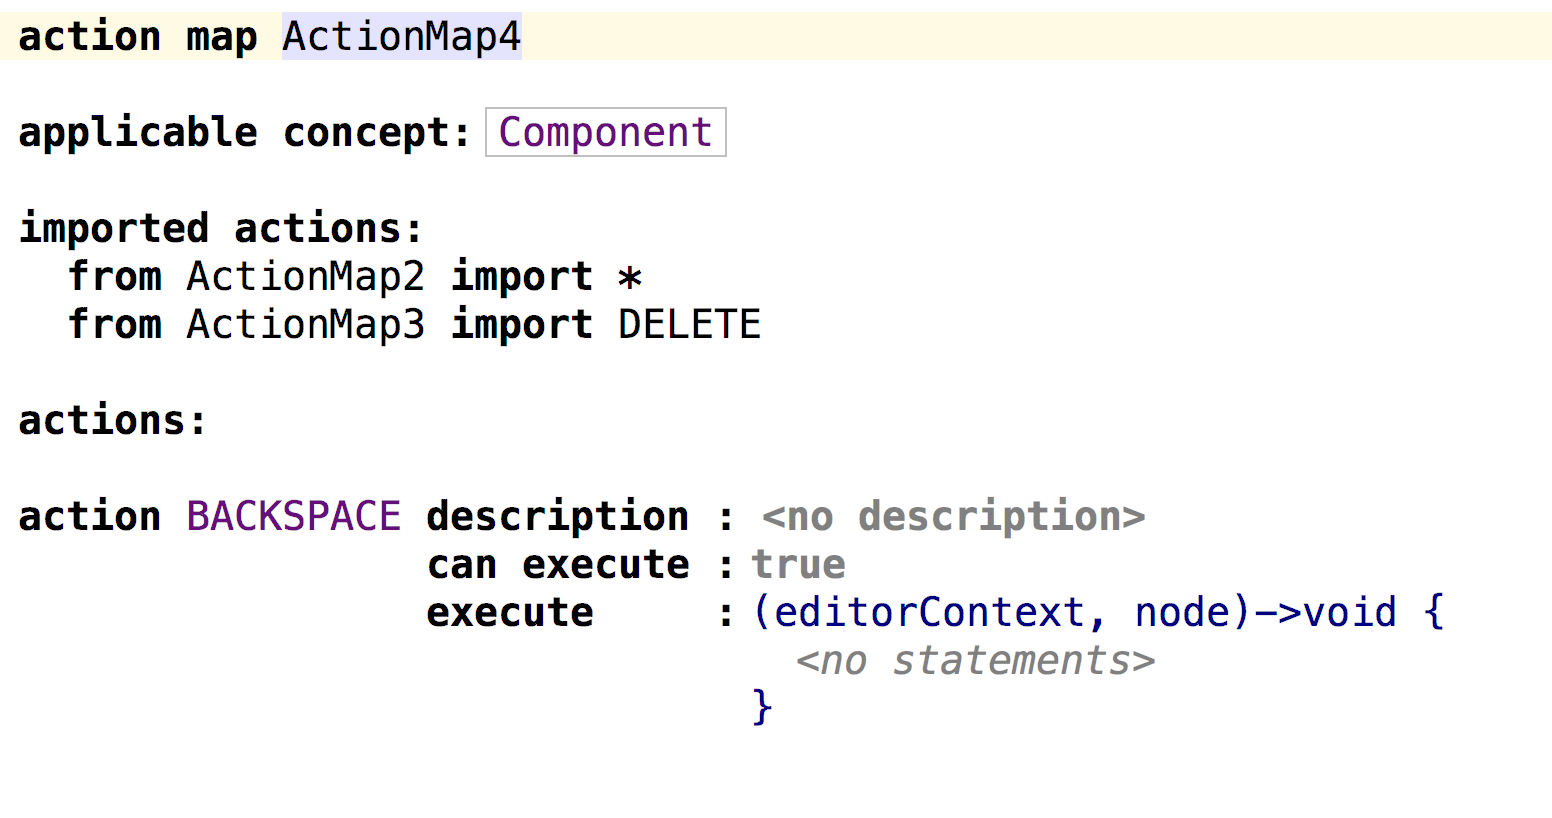 action map ActionMap4
applicable concept: Component
imported actions:
from ActionMap2 import *
from ActionMap3 import DELETE
actions:
action BACKSPACE description : <no description>
can execute : true
execute : (editorContext, node)->void {
<no statements>
}